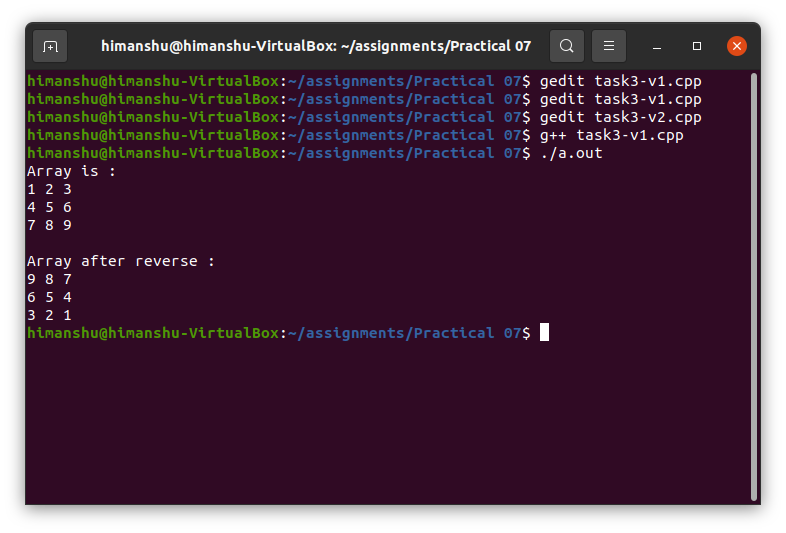 himanshu@himanshu-VirtualBox: ~/assignments/Practical 07
himanshu@himanshu-VirtualBox:~/assignments/Practical 07$ gedit task3-v1.cpp
himanshu@himanshu-VirtualBox:~/assignments/Practical 07$ gedit task3-v1.cpp
himanshu@himanshu-VirtualBox:~/assignments/Practical 07$ gedit task3-v2.cpp
himanshu@himanshu-VirtualBox:~/assignments/Practical 07$ g++ task3-v1.cpp
himanshu@himanshu-VirtualBox:~/assignments/Practical 07$ ./a.out
Array is :
1 2 3
4 5 6
7 8 9
Array after reverse :
9 8 7
6 5 4
3 2 1
himanshu@himanshu-VirtualBox:~/assignments/Practical 07$